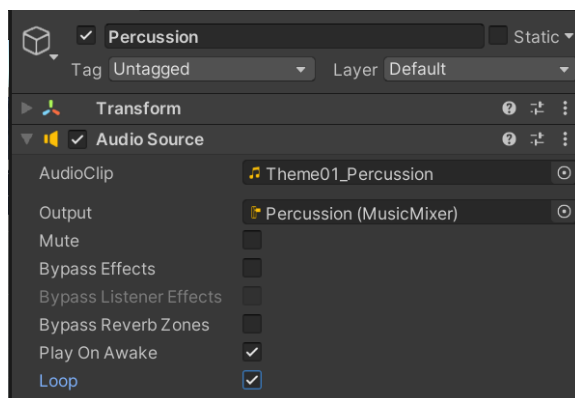 Percussion Static
Tag Untagged Layer Default
Transform
Audio Source
AudioClip Theme01_Percussion
Output Percussion (MusicMixer)
Mute
Bypass Effects
Bypass Listener Effects
Bypass Reverb Zones
Play On Awake
Loop